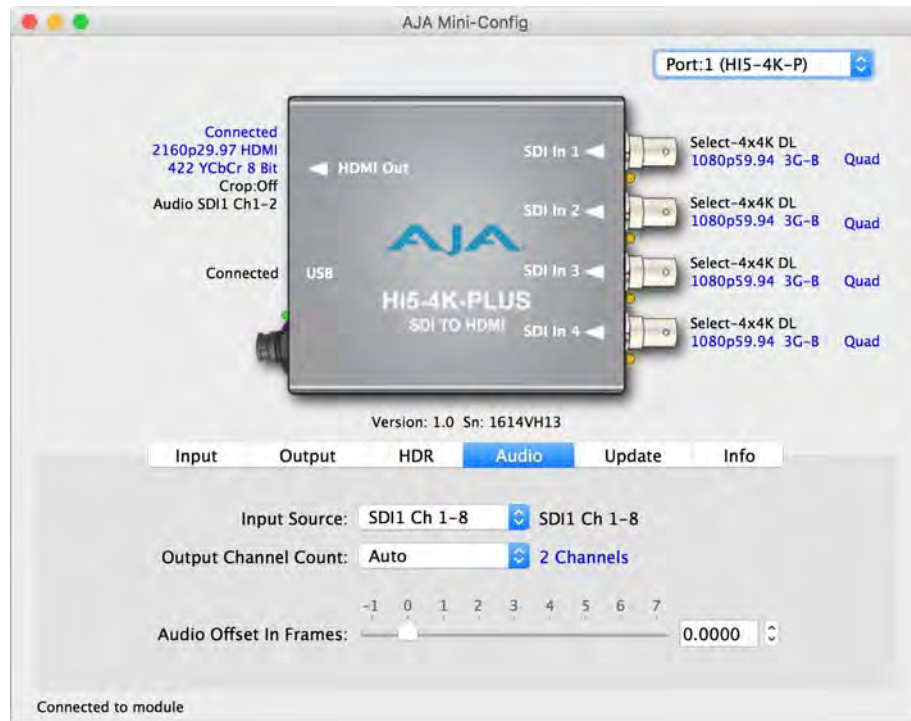 AJA Mini-Config
Port:1 (HI5-4K-P)
Connected
2160p29.97 HDMI
422 YCbCr 8 Bit
Crop:Off
Audio SDI1 Ch1-2
HDMI Out
SDI In 1
Select-4x4K DL
1080p59.94 3G-B Quad
SDI In 2
Select-4x4K DL
1080p59.94 3G-B Quad
AJA
Connected
USB
SDI In 3
Select-4x4K DL
1080p59.94 3G-B Quad
HI5-4K-PLUS
SDI TO HDMI
SDI In 4
Select-4x4K DL
1080p59.94 3G-B Quad
Version: 1.0 Sn: 1614VH13
Input Output HDR Audio Update Info
Input Source: SDI1 Ch 1-8 SDI1 Ch 1-8
Output Channel Count: Auto 2 Channels
-1 0 1 2 3 4 5 6 7
Audio Offset In Frames: 0.0000
Connected to module